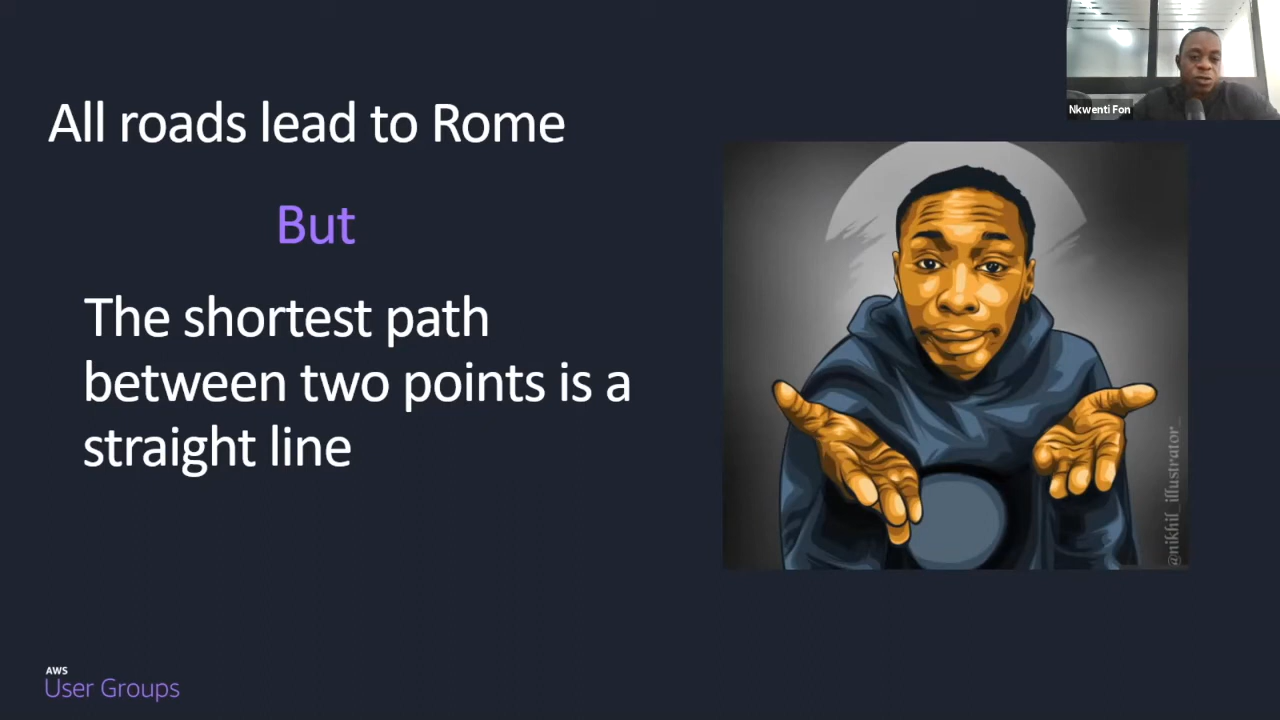 All roads lead to Rome
But
The shortest path
between two points is a
straight line
Nkwenti Fon
@nikhil_illustrator_
AWS
User Groups